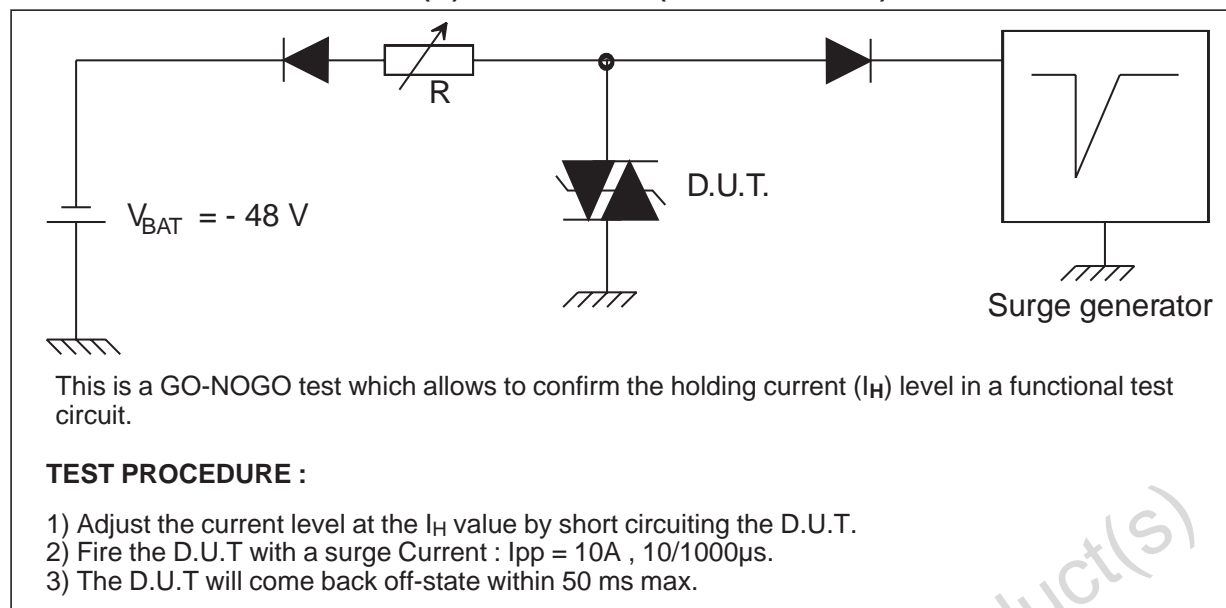 R
D.U.T.
VBAT = - 48 V
Surge generator
This is a GO-NOGO test which allows to confirm the holding current (IH) level in a functional test
circuit.
TEST PROCEDURE :
1) Adjust the current level at the IH value by short circuiting the D.U.T.
2) Fire the D.U.T with a surge Current : Ipp = 10A , 10/1000µs.
3) The D.U.T will come back off-state within 50 ms max.